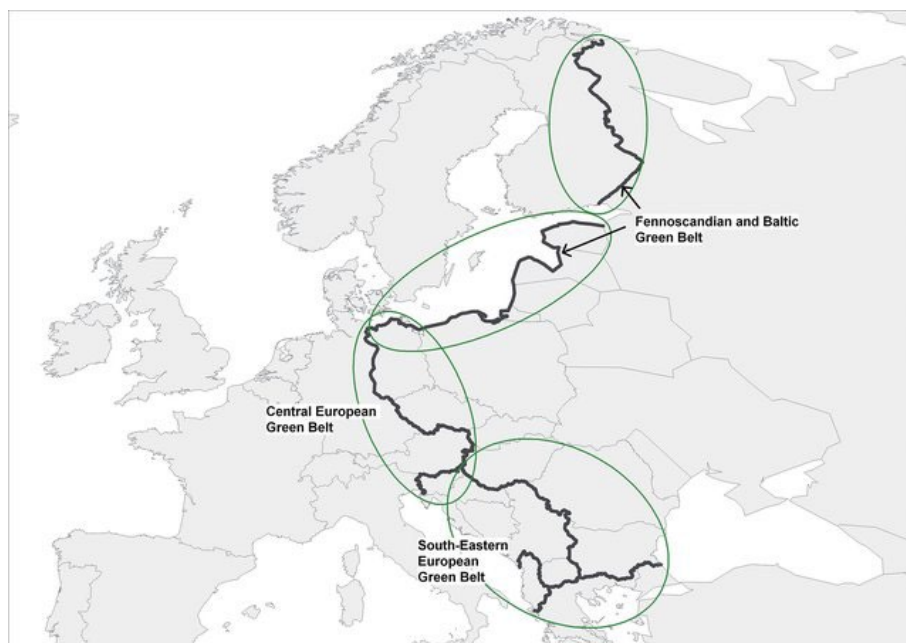 Fennoscandian and Baltic
Green Belt
Central European
Green Belt
South-Eastern
European
Green Belt